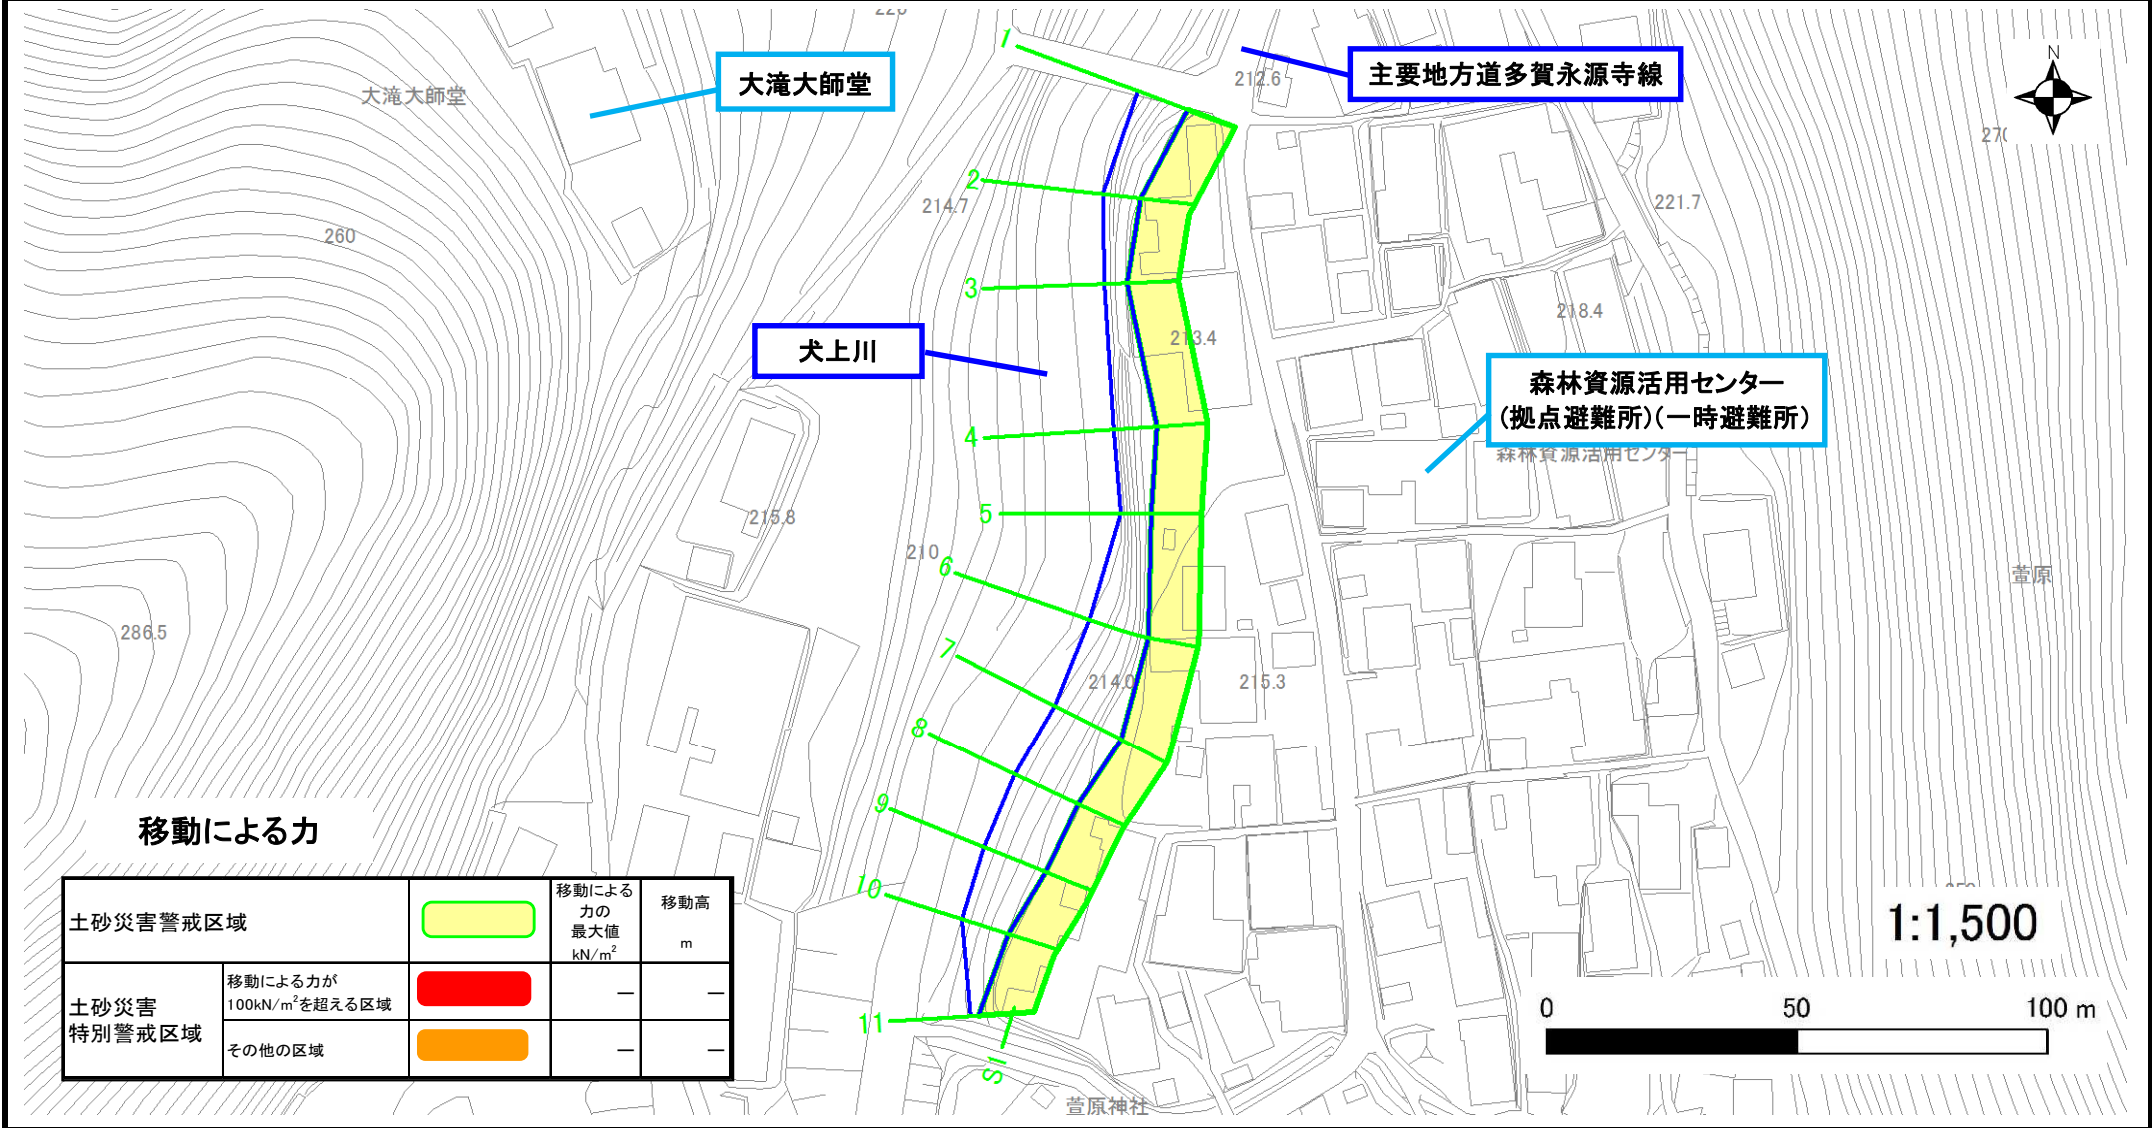 226
1
大滝大師堂
大滝大師堂
主要地方道多賀永源寺線
212.6
N
270
2
214.7
221.7
260
3
213.4
218.4
犬上川
森林資源活用センター
(拠点避難所)(一時避難所)
森林資源活用センター
4
5
215.8
210
6
萱原
286.5
7
214.0
215.3
8
9
10
11
S1
萱原神社
移動による力
土砂災害警戒区域
移動による
力の
最大値
kN/m²
移動高
m
土砂災害
特別警戒区域
移動による力が
100kN/m²を超える区域
－
－
その他の区域
－
－
1:1,500
0 50 100 m